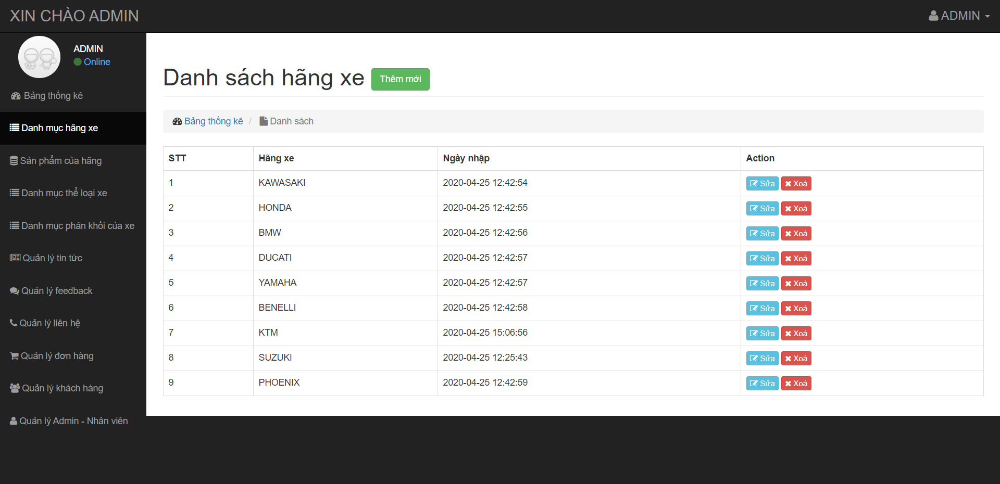 XIN CHÀO ADMIN
ADMIN
ADMIN
Online
Bảng thống kê
Danh mục hãng xe
Sản phẩm của hãng
Danh mục thể loại xe
Danh mục phân khối của xe
Quản lý tin tức
Quản lý feedback
Quản lý liên hệ
Quản lý đơn hàng
Quản lý khách hàng
Quản lý Admin - Nhân viên
Danh sách hãng xe Thêm mới
Bảng thống kê / Danh sách
STT Hãng xe Ngày nhập Action
1 KAWASAKI 2020-04-25 12:42:54 Sửa Xoá
2 HONDA 2020-04-25 12:42:55 Sửa Xoá
3 BMW 2020-04-25 12:42:56 Sửa Xoá
4 DUCATI 2020-04-25 12:42:57 Sửa Xoá
5 YAMAHA 2020-04-25 12:42:57 Sửa Xoá
6 BENELLI 2020-04-25 12:42:58 Sửa Xoá
7 KTM 2020-04-25 15:06:56 Sửa Xoá
8 SUZUKI 2020-04-25 12:25:43 Sửa Xoá
9 PHOENIX 2020-04-25 12:42:59 Sửa Xoá